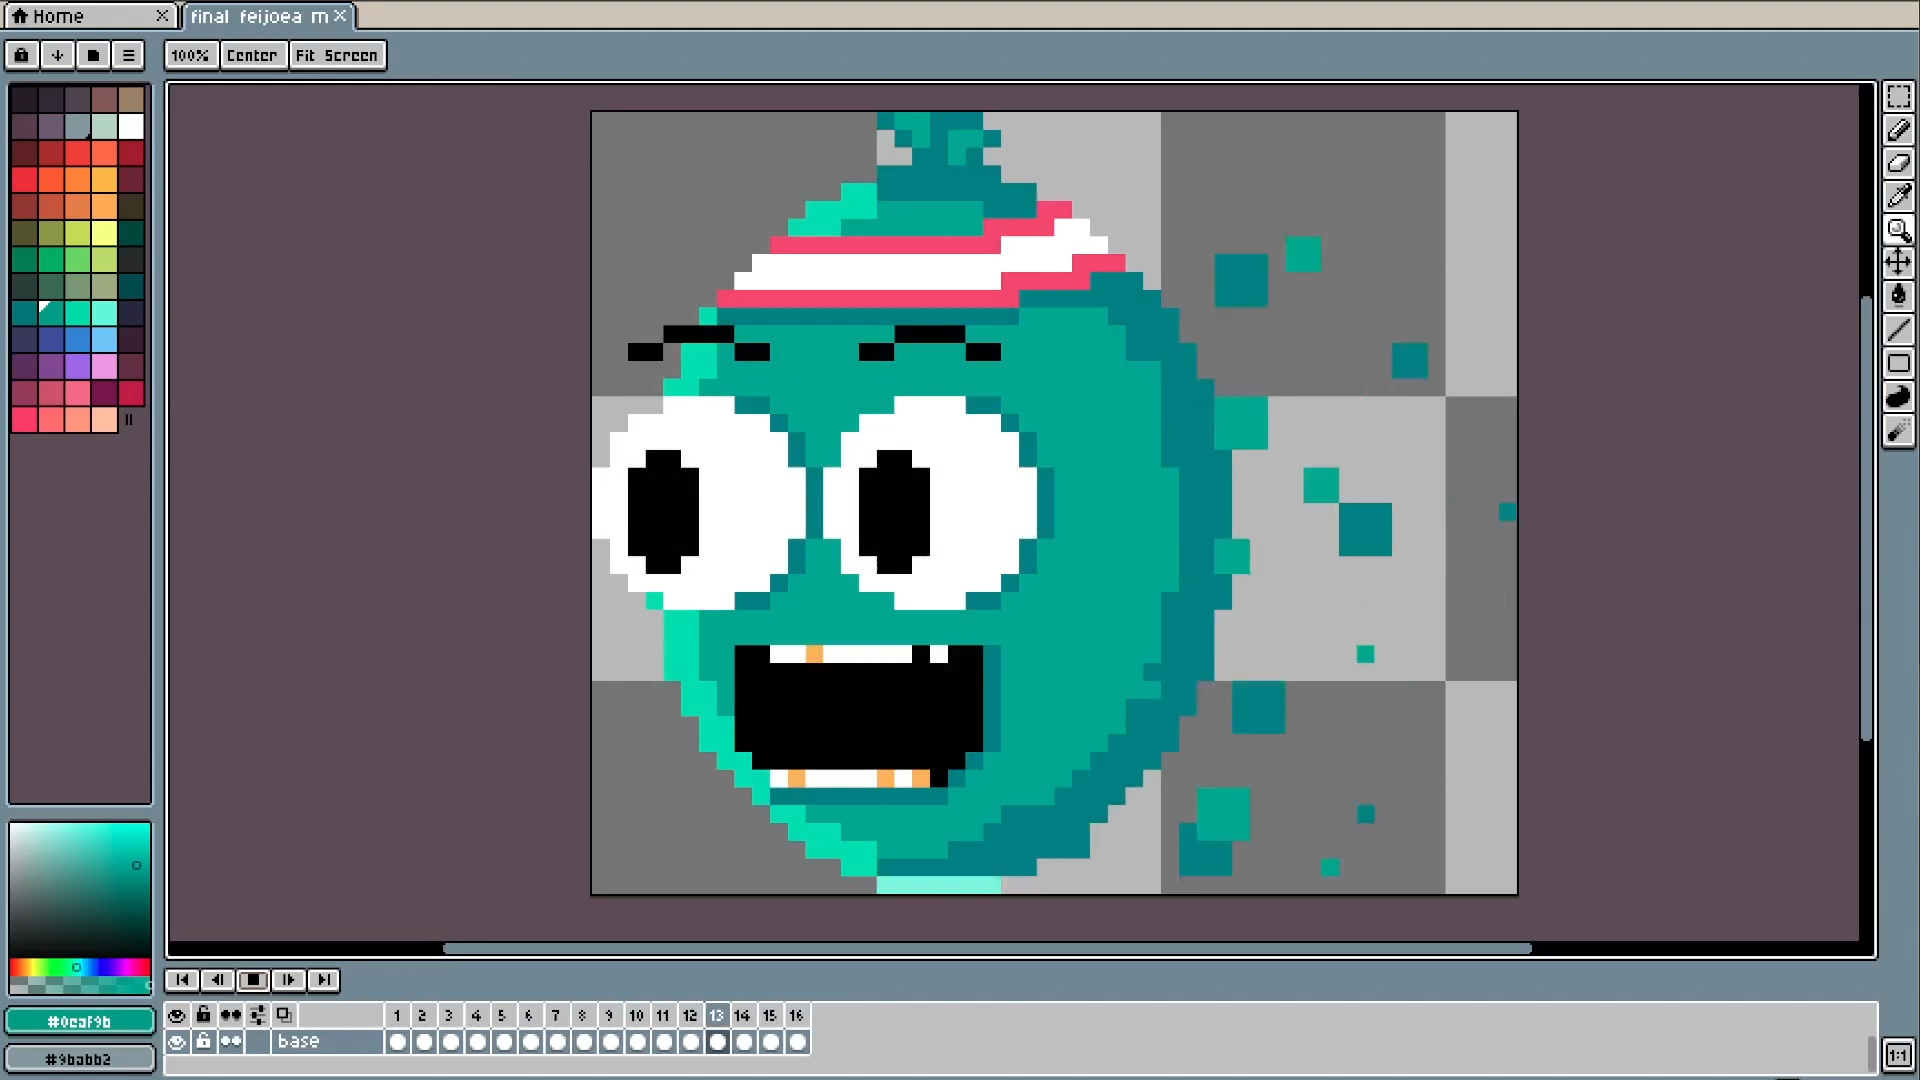 Home
final feijoea m
100% Center Fit Screen
#0eaf9b
#9babb2
1 2 3 4 5 6 7 8 9 10 11 12 13 14 15 16
base
1:1